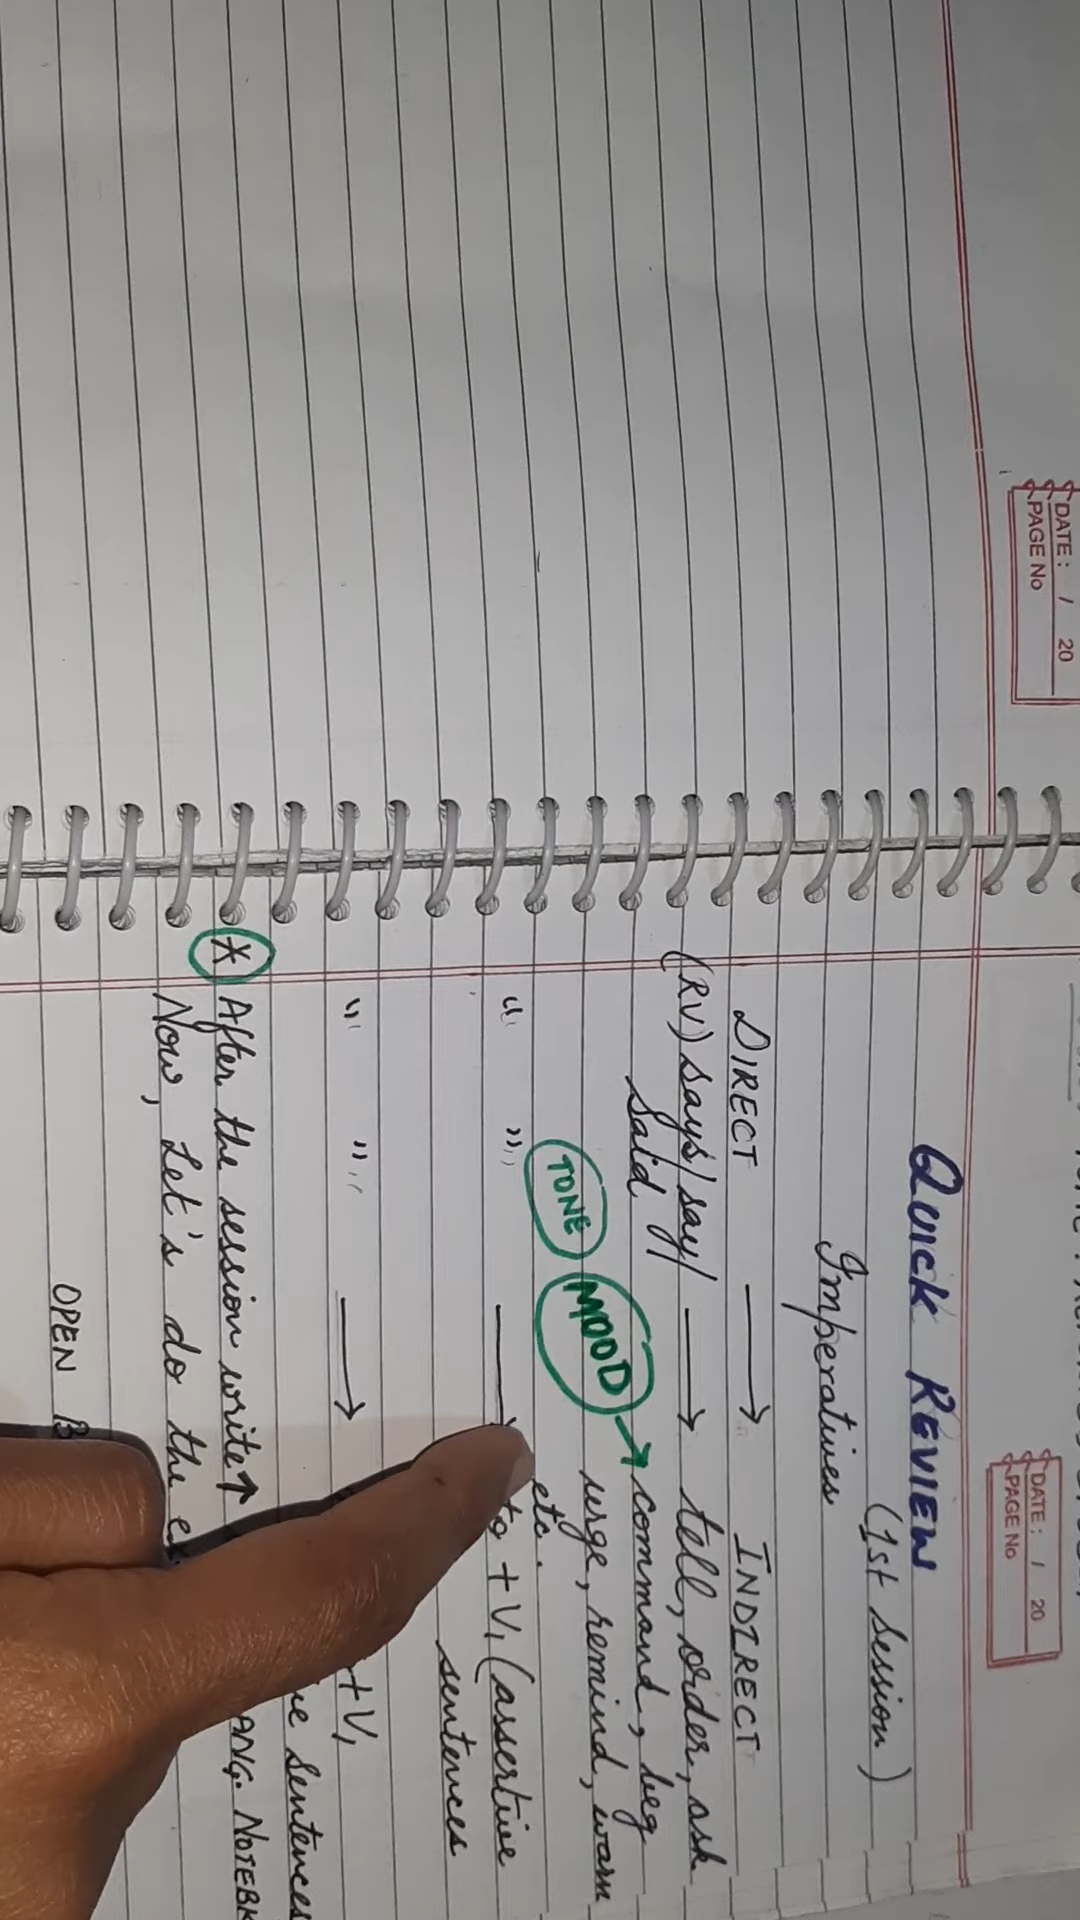 DATE: / 20
PAGE No
DATE: / 20
PAGE No
QUICK REVIEW
(1st Session)
Imperatives
DIRECT → INDIRECT
(RV) says/say/ → tell, order, ask
said MOOD → command, beg
TONE urge, remind, warn
etc.
" " → to + V1 (assertive
sentences
" " → + V1
Sentences
* After the session write↑ ANG. NOTEBK
Now, Let's do the
OPEN